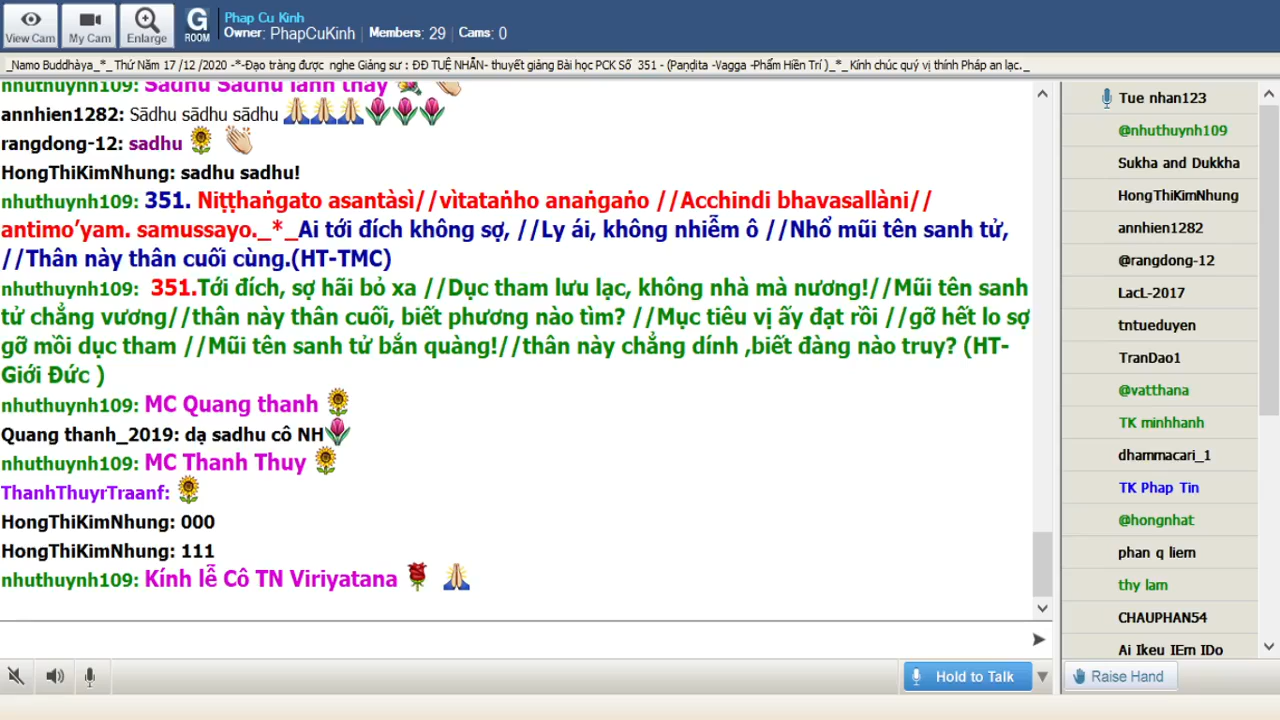 View Cam
My Cam
Enlarge
G
ROOM
Phap Cu Kinh
Owner: PhapCuKinh | Members: 29 | Cams: 0
_Namo Buddhàya_*_ Thứ Năm 17 /12 /2020 -*-Đạo tràng được nghe Giảng sư : ĐĐ TUỆ NHẪN- thuyết giảng Bài học PCK Số 351 - (Paṇḍita -Vagga -Phẩm Hiền Trí )_*_ Kính chúc quý vị thính Pháp an lạc._
nhuthuynh109: Sadhu Sadhu lành thay
annhien1282: Sādhu sādhu sādhu
rangdong-12: sadhu
HongThiKimNhung: sadhu sadhu!
nhuthuynh109: 351. Niṭṭhaṅgato asantàsì//vìtataṅho anaṅgaṅo //Acchindi bhavasallàni//
antimo’yam. samussayo._*_Ai tới đích không sợ, //Ly ái, không nhiễm ô //Nhổ mũi tên sanh tử,
//Thân này thân cuối cùng.(HT-TMC)
nhuthuynh109: 351.Tới đích, sợ hãi bỏ xa //Dục tham lưu lạc, không nhà mà nương!//Mũi tên sanh
tử chẳng vương//thân này thân cuối, biết phương nào tìm? //Mục tiêu vị ấy đạt rồi //gỡ hết lo sợ
gỡ mồi dục tham //Mũi tên sanh tử bắn quàng!//thân này chẳng dính ,biết đàng nào truy? (HT-
Giới Đức )
nhuthuynh109: MC Quang thanh
Quang thanh_2019: dạ sadhu cô NH
nhuthuynh109: MC Thanh Thuy
ThanhThuyrTraanf:
HongThiKimNhung: 000
HongThiKimNhung: 111
nhuthuynh109: Kính lễ Cô TN Viriyatana
Tue nhan123
@nhuthuynh109
Sukha and Dukkha
HongThiKimNhung
annhien1282
@rangdong-12
LacL-2017
tntueduyen
TranDao1
@vatthana
TK minhhanh
dhammacari_1
TK Phap Tin
@hongnhat
phan q liem
thy lam
CHAUPHAN54
Ai Ikeu IEm IDo
Hold to Talk
Raise Hand